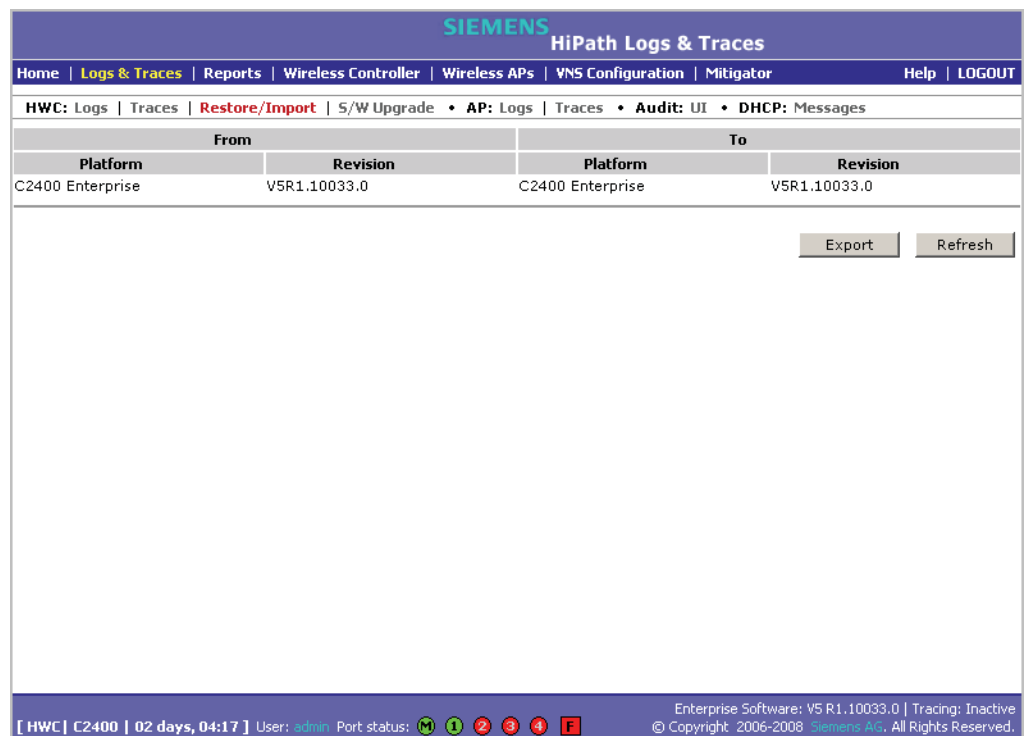 SIEMENS
HiPath Logs & Traces
Home | Logs & Traces | Reports | Wireless Controller | Wireless APs | VNS Configuration | Mitigator Help | LOGOUT
HWC: Logs | Traces | Restore/Import | S/W Upgrade • AP: Logs | Traces • Audit: UI • DHCP: Messages
From To
Platform Revision Platform Revision
C2400 Enterprise V5R1.10033.0 C2400 Enterprise V5R1.10033.0
Export Refresh
Enterprise Software: V5 R1.10033.0 | Tracing: Inactive
[ HWC| C2400 | 02 days, 04:17 ] User: admin Port status: M 1 2 3 4 F © Copyright 2006-2008 Siemens AG. All Rights Reserved.